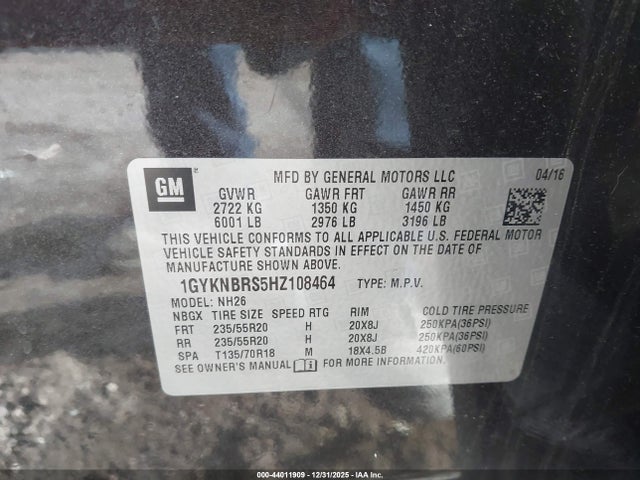 GM
MFD BY GENERAL MOTORS LLC 04/16
GVWR GAWR FRT GAWR RR
2722 KG 1350 KG 1450 KG
6001 LB 2976 LB 3196 LB
THIS VEHICLE CONFORMS TO ALL APPLICABLE U.S. FEDERAL MOTOR
VEHICLE SAFETY STANDARDS IN EFFECT ON THE DATE OF
MANUFACTURE SHOWN ABOVE.
1GYKNBRS5HZ108464 TYPE: M.P.V.
MODEL: NH26
NBGX TIRE SIZE SPEED RTG RIM COLD TIRE PRESSURE
FRT 235/55R20 H 20X8J 250KPA(36PSI)
RR 235/55R20 H 20X8J 250KPA(36PSI)
SPA T135/70R18 M 18X4.5B 420KPA(60PSI)
SEE OWNER'S MANUAL FOR MORE INFORMATION.
000-44011909 - 12/31/2025 - Copyright © IAA, Inc.